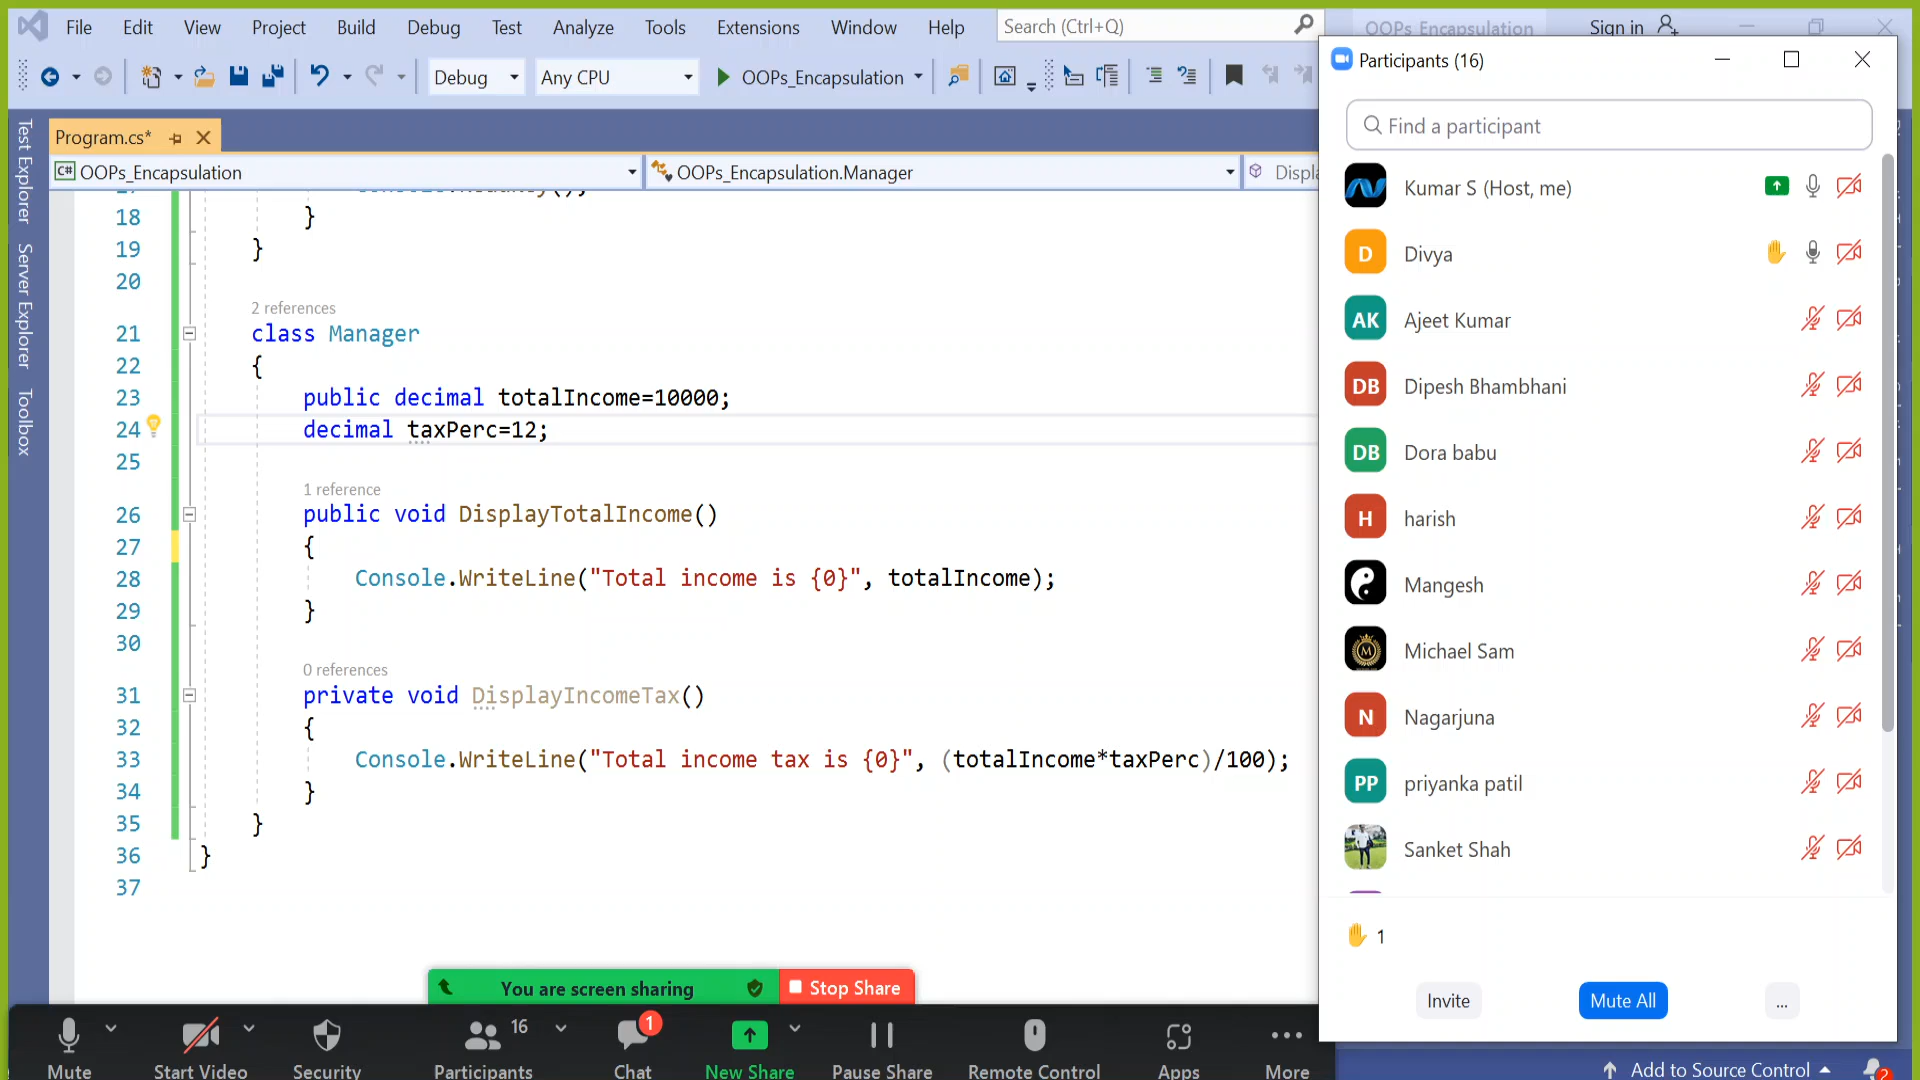 File Edit View Project Build Debug Test Analyze Tools Extensions Window Help Search (Ctrl+Q) OOPs_Encapsulation Sign in
Debug Any CPU OOPs_Encapsulation
Test Explorer
Server Explorer
Toolbox
Program.cs*
C# OOPs_Encapsulation OOPs_Encapsulation.Manager
18 }
19 }
20
2 references
21 class Manager
22 {
23 public decimal totalIncome=10000;
24 decimal taxPerc=12;
25
1 reference
26 public void DisplayTotalIncome()
27 {
28 Console.WriteLine("Total income is {0}", totalIncome);
29 }
30
0 references
31 private void DisplayIncomeTax()
32 {
33 Console.WriteLine("Total income tax is {0}", (totalIncome*taxPerc)/100);
34 }
35 }
36 }
37
Participants (16)
Find a participant
Kumar S (Host, me)
D Divya
AK Ajeet Kumar
DB Dipesh Bhambhani
DB Dora babu
H harish
Mangesh
M Michael Sam
N Nagarjuna
PP priyanka patil
Sanket Shah
1
Invite Mute All ...
You are screen sharing Stop Share
16 1
Mute Start Video Security Participants Chat New Share Pause Share Remote Control Apps More
Add to Source Control 2